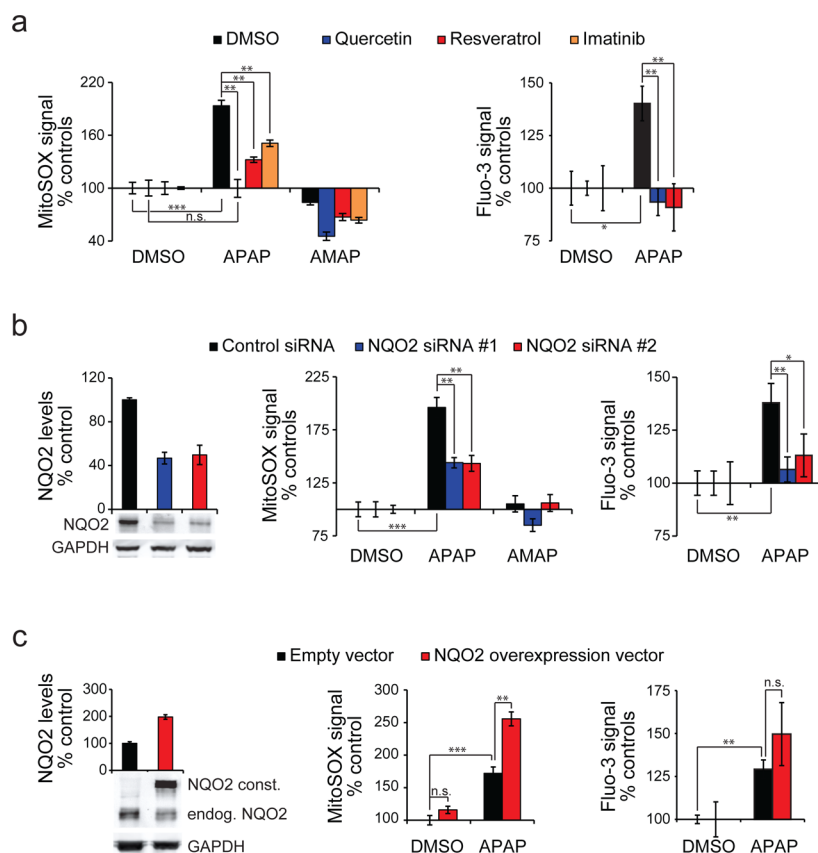 a
DMSO Quercetin Resveratrol Imatinib
MitoSOX signal
% controls
220
160
100
40
**
**
**
***
n.s.
DMSO APAP AMAP
Fluo-3 signal
% controls
150
125
100
75
**
**
*
DMSO APAP
b
Control siRNA NQO2 siRNA #1 NQO2 siRNA #2
NQO2 levels
% control
120
80
40
0
NQO2
GAPDH
MitoSOX signal
% controls
225
175
125
75
**
**
***
DMSO APAP AMAP
Fluo-3 signal
% controls
150
125
100
75
*
**
**
DMSO APAP
c
Empty vector NQO2 overexpression vector
NQO2 levels
% control
300
200
100
0
NQO2 const.
endog. NQO2
GAPDH
MitoSOX signal
% control
300
250
200
150
100
**
***
n.s.
DMSO APAP
Fluo-3 signal
% controls
175
150
125
100
n.s.
**
DMSO APAP